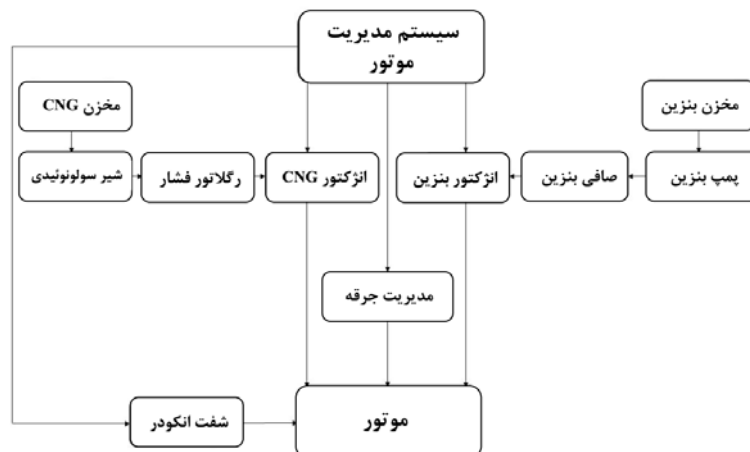 سیستم مدیریت
موتور
مخزن بنزین
مخزن CNG
پمپ بنزین
صافی بنزین
انژکتور بنزین
انژکتور CNG
رگلاتور فشار
شیر سولونوئیدی
مدیریت جرقه
موتور
شفت انکودر